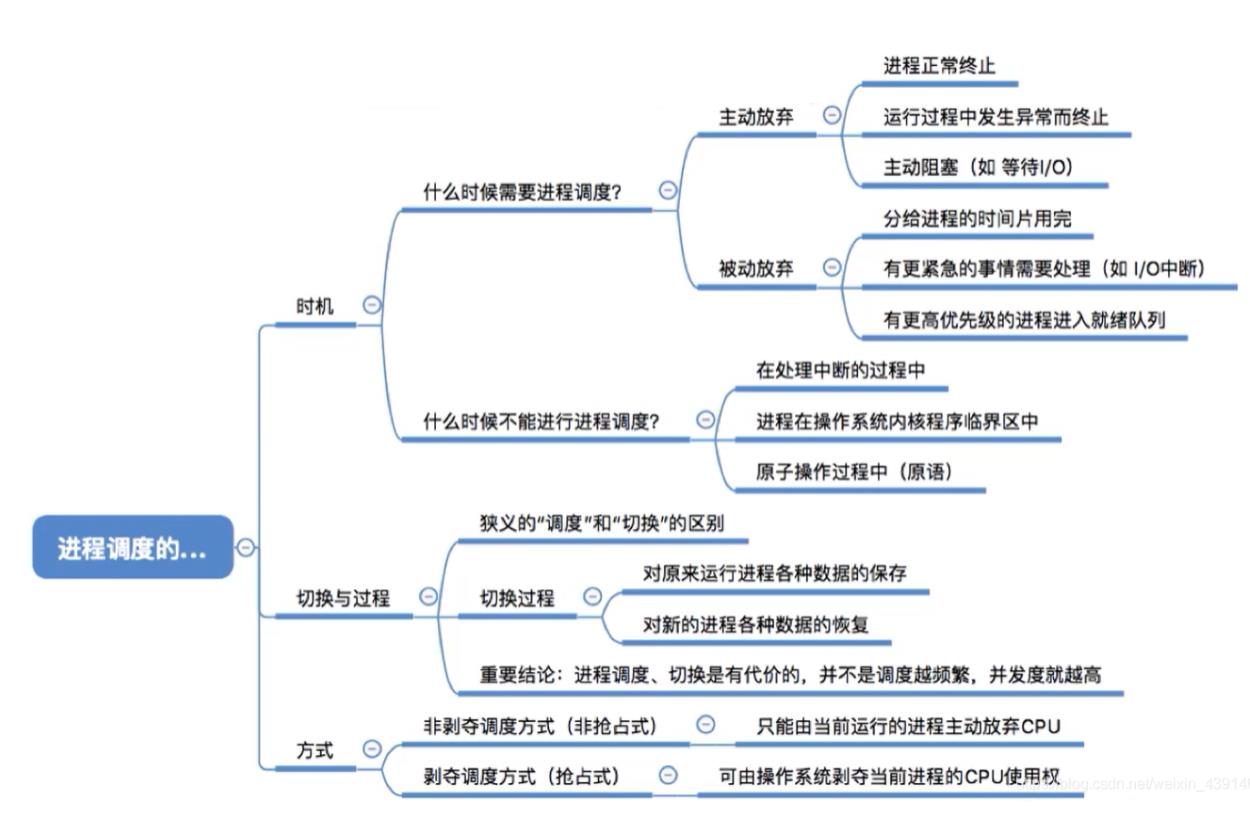 进程调度的...
时机
什么时候需要进程调度？
主动放弃
进程正常终止
运行过程中发生异常而终止
主动阻塞（如 等待I/O）
被动放弃
分给进程的时间片用完
有更紧急的事情需要处理（如 I/O中断）
有更高优先级的进程进入就绪队列
什么时候不能进行进程调度？
在处理中断的过程中
进程在操作系统内核程序临界区中
原子操作过程中（原语）
切换与过程
狭义的“调度”和“切换”的区别
切换过程
对原来运行进程各种数据的保存
对新的进程各种数据的恢复
重要结论：进程调度、切换是有代价的，并不是调度越频繁，并发度就越高
方式
非剥夺调度方式（非抢占式）
只能由当前运行的进程主动放弃CPU
剥夺调度方式（抢占式）
可由操作系统剥夺当前进程的CPU使用权